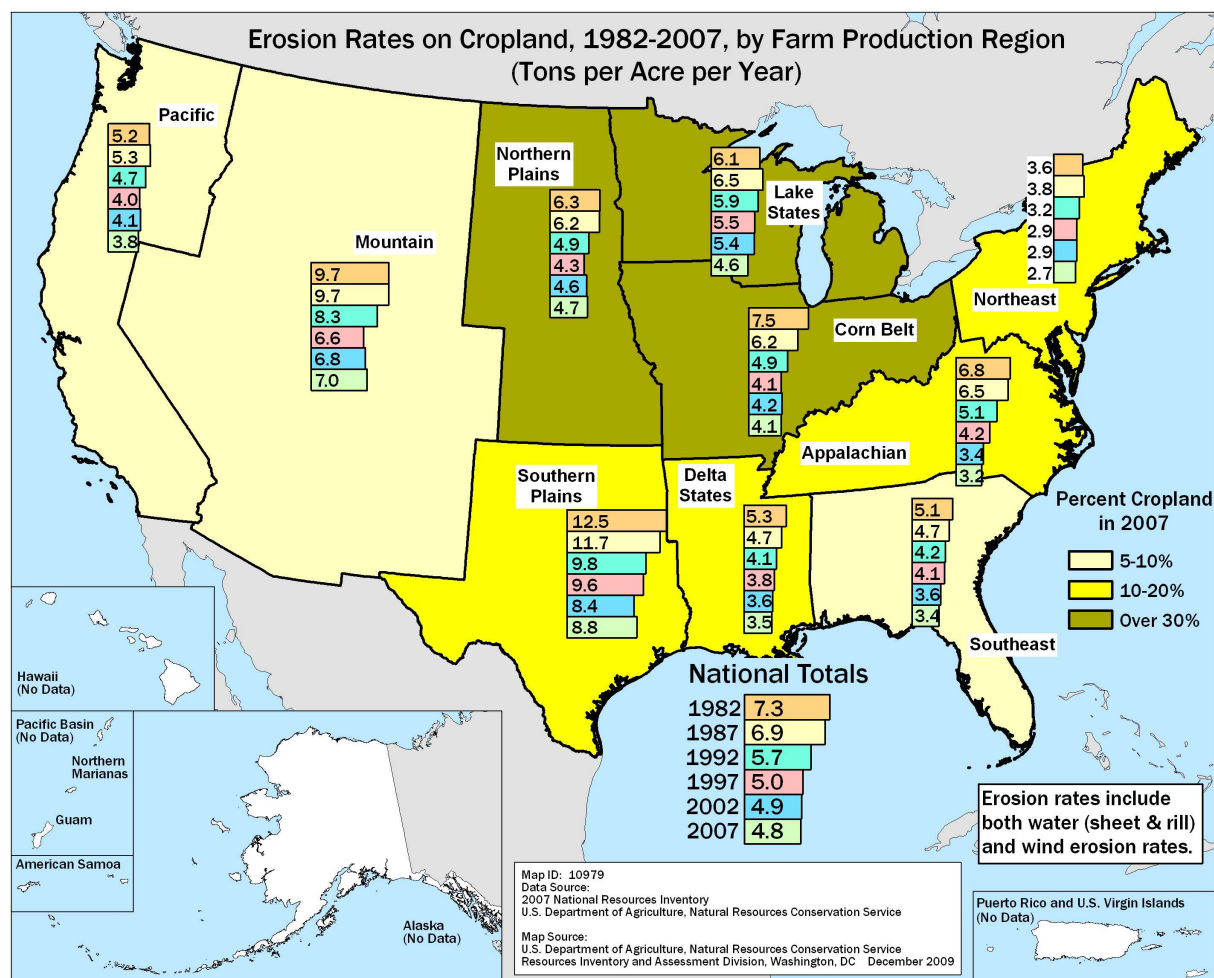 Erosion Rates on Cropland, 1982-2007, by Farm Production Region
(Tons per Acre per Year)
Pacific
5.2
5.3
4.7
4.0
4.1
3.8
Mountain
9.7
9.7
8.3
6.6
6.8
7.0
Northern
Plains
6.3
6.2
4.9
4.3
4.6
4.7
Lake
States
6.1
6.5
5.9
5.5
5.4
4.6
Corn Belt
7.5
6.2
4.9
4.1
4.2
4.1
Northeast
3.6
3.8
3.2
2.9
2.9
2.7
Appalachian
6.8
6.5
5.1
4.2
3.4
3.2
Southern
Plains
12.5
11.7
9.8
9.6
8.4
8.8
Delta
States
5.3
4.7
4.1
3.8
3.6
3.5
Southeast
5.1
4.7
4.2
4.1
3.6
3.4
Percent Cropland
in 2007
5-10%
10-20%
Over 30%
National Totals
1982 7.3
1987 6.9
1992 5.7
1997 5.0
2002 4.9
2007 4.8
Erosion rates include
both water (sheet & rill)
and wind erosion rates.
Hawaii
(No Data)
Pacific Basin
(No Data)
Northern
Marianas
Guam
American Samoa
Alaska
(No Data)
Map ID: 10979
Data Source:
2007 National Resources Inventory
U.S. Department of Agriculture, Natural Resources Conservation Service
Map Source:
U.S. Department of Agriculture, Natural Resources Conservation Service
Resources Inventory and Assessment Division, Washington, DC December 2009
Puerto Rico and U.S. Virgin Islands
(No Data)